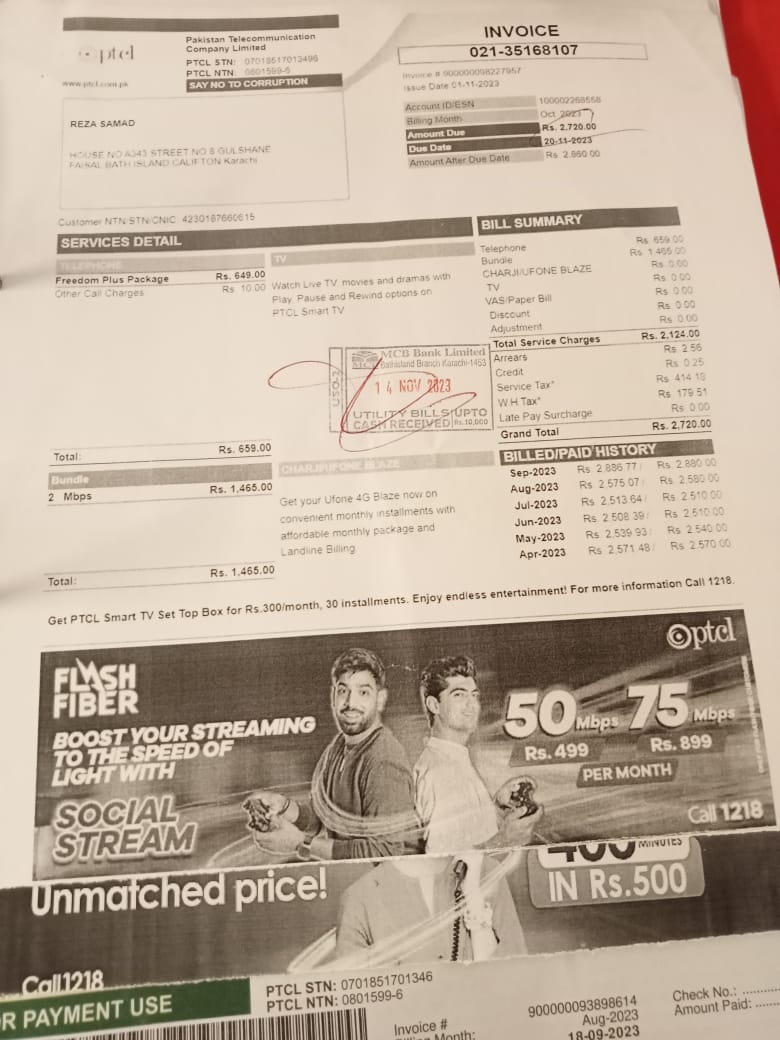 ptcl
www.ptcl.com.pk
Pakistan Telecommunication
Company Limited
PTCL STN: 07018517013496
PTCL NTN: 0801599-6
SAY NO TO CORRUPTION
INVOICE
021-35168107
Invoice # 900000098227957
Issue Date 01-11-2023
Account ID/ESN 100002268558
Billing Month Oct 2023
Amount Due Rs. 2,720.00
Due Date 20-11-2023
Amount After Due Date Rs. 2,860.00
REZA SAMAD
HOUSE NO A343 STREET NO 8 GULSHANE
FAISAL BATH ISLAND CALIFTON Karachi
Customer NTN/STN/CNIC: 4230187660615
SERVICES DETAIL
TELEPHONE
Freedom Plus Package Rs. 649.00
Other Call Charges Rs 10.00
Total: Rs. 659.00
Bundle
2 Mbps Rs. 1,465.00
Total: Rs. 1,465.00
TV
Watch Live TV, movies and dramas with
Play, Pause and Rewind options on
PTCL Smart TV
MCB Bank Limited
MCB Bathisland Branch Karachi-1453
14 NOV 2023
UTILITY BILLS UPTO
CASH RECEIVED Rs.10,000
CHARJI/UFONE BLAZE
Get your Ufone 4G Blaze now on
convenient monthly installments with
affordable monthly package and
Landline Billing
BILL SUMMARY
Telephone Rs 659.00
Bundle Rs 1,465.00
CHARJI/UFONE BLAZE Rs 0.00
TV Rs 0.00
VAS/Paper Bill Rs 0.00
Discount Rs 0.00
Adjustment Rs 0.00
Total Service Charges Rs. 2,124.00
Arrears Rs 2.56
Credit Rs 0.25
Service Tax* Rs 414.18
W.H Tax* Rs 179.51
Late Pay Surcharge Rs 0.00
Grand Total Rs. 2,720.00
BILLED/PAID HISTORY
Sep-2023 Rs 2,886.77/ Rs. 2,880.00
Aug-2023 Rs. 2,575.07/ Rs. 2,580.00
Jul-2023 Rs. 2,513.64/ Rs. 2,510.00
Jun-2023 Rs. 2,508.39/ Rs. 2,510.00
May-2023 Rs. 2,539.93/ Rs. 2,540.00
Apr-2023 Rs 2,571.48/ Rs. 2,570.00
Get PTCL Smart TV Set Top Box for Rs.300/month, 30 installments. Enjoy endless entertainment! For more information Call 1218.
ptcl
FLASH
FIBER
BOOST YOUR STREAMING
TO THE SPEED OF
LIGHT WITH
SOCIAL
STREAM
50 Mbps 75 Mbps
Rs. 499 Rs. 899
PER MONTH
Call 1218
Unmatched price!
400 MINUTES
IN Rs.500
Call1218
R PAYMENT USE
PTCL STN: 0701851701346
PTCL NTN: 0801599-6
Invoice # 900000093898614
Month: Aug-2023
18-09-2023
Check No.:
Amount Paid: